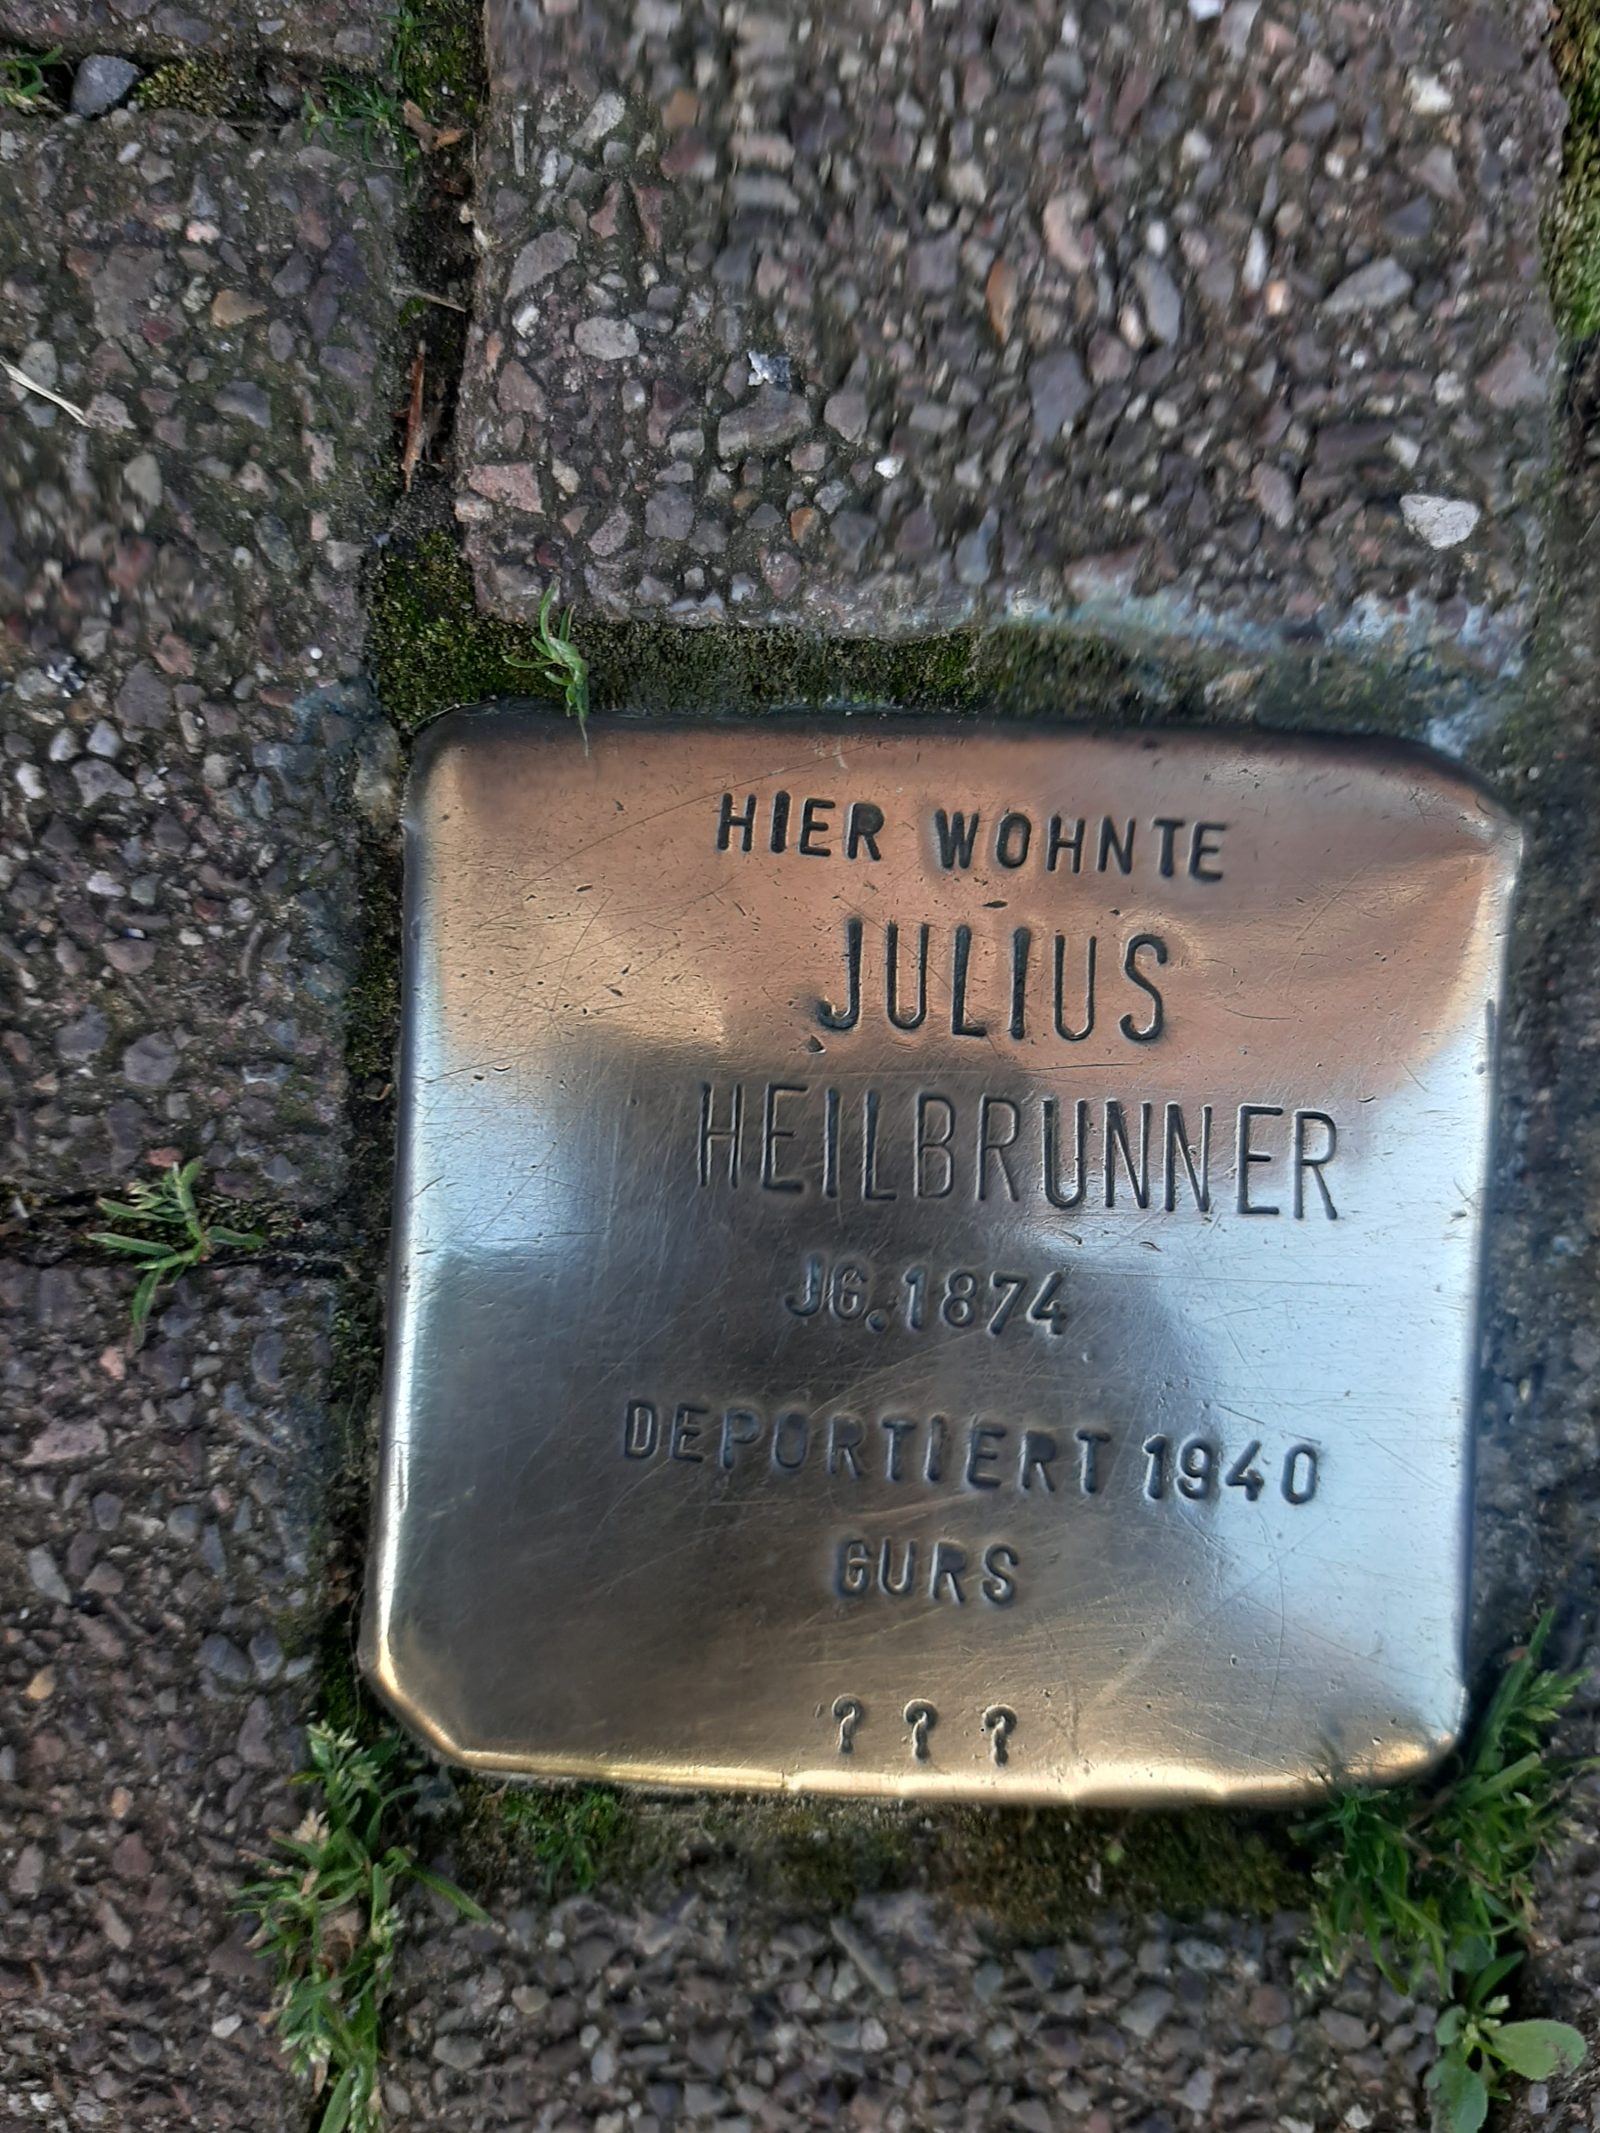 HIER WOHNTE
JULIUS
HEILBRUNNER
JG. 1874
DEPORTIERT 1940
GURS
? ? ?